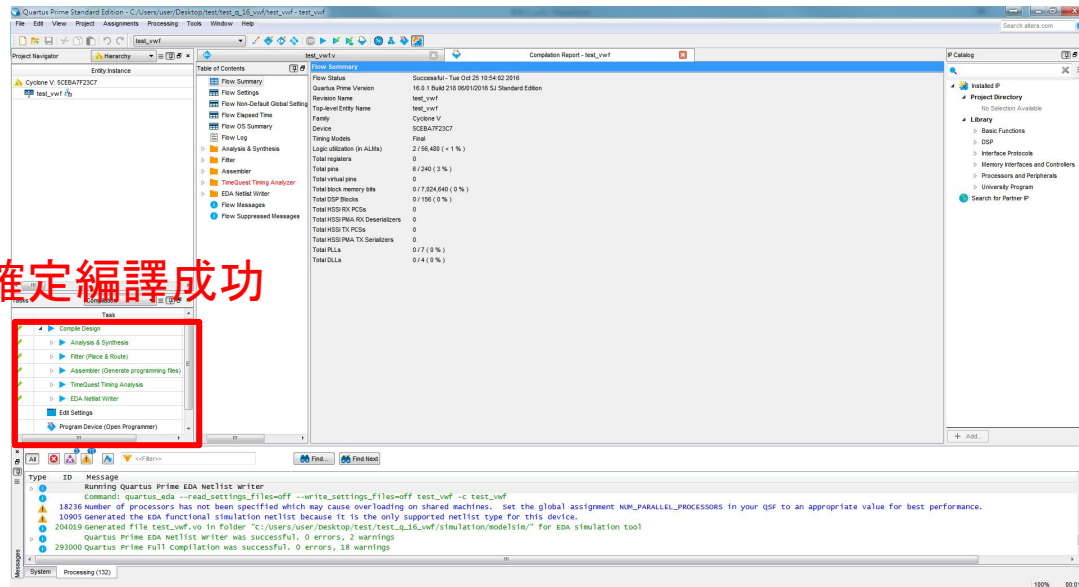 Quartus Prime Standard Edition - C:/Users/user/Desktop/test/test_q_16_vwf/test_vwf - test_vwf
File Edit View Project Assignments Processing Tools Window Help
Search altera.com
test_vwf
Project Navigator Hierarchy
Entity:Instance
Cyclone V: 5CEBA7F23C7
test_vwf
test_vwf.v
Compilation Report - test_vwf
Table of Contents
Flow Summary
Flow Settings
Flow Non-Default Global Setting
Flow Elapsed Time
Flow OS Summary
Flow Log
Analysis & Synthesis
Fitter
Assembler
TimeQuest Timing Analyzer
EDA Netlist Writer
Flow Messages
Flow Suppressed Messages
Flow Summary
Flow Status Successful - Tue Oct 25 10:54:02 2016
Quartus Prime Version 16.0.1 Build 218 06/01/2016 SJ Standard Edition
Revision Name test_vwf
Top-level Entity Name test_vwf
Family Cyclone V
Device 5CEBA7F23C7
Timing Models Final
Logic utilization (in ALMs) 2 / 56,480 ( < 1 % )
Total registers 0
Total pins 6 / 240 ( 3 % )
Total virtual pins 0
Total block memory bits 0 / 7,024,640 ( 0 % )
Total DSP Blocks 0 / 156 ( 0 % )
Total HSSI RX PCSs 0
Total HSSI PMA RX Deserializers 0
Total HSSI TX PCSs 0
Total HSSI PMA TX Serializers 0
Total PLLs 0 / 7 ( 0 % )
Total DLLs 0 / 4 ( 0 % )
IP Catalog
Installed IP
Project Directory
No Selection Available
Library
Basic Functions
DSP
Interface Protocols
Memory Interfaces and Controllers
Processors and Peripherals
University Program
Search for Partner IP
+ Add...
確定編譯成功
Tasks Compilation
Task
Compile Design
Analysis & Synthesis
Fitter (Place & Route)
Assembler (Generate programming files)
TimeQuest Timing Analysis
EDA Netlist Writer
Edit Settings
Program Device (Open Programmer)
All <<Filter>> Find... Find Next
Type ID Message
Running Quartus Prime EDA Netlist Writer
Command: quartus_eda --read_settings_files=off --write_settings_files=off test_vwf -c test_vwf
18236 Number of processors has not been specified which may cause overloading on shared machines. Set the global assignment NUM_PARALLEL_PROCESSORS in your QSF to an appropriate value for best performance.
10905 Generated the EDA functional simulation netlist because it is the only supported netlist type for this device.
204019 Generated file test_vwf.vo in folder "C:/Users/user/Desktop/test/test_q_16_vwf/simulation/modelsim/" for EDA simulation tool
Quartus Prime EDA Netlist Writer was successful. 0 errors, 2 warnings
293000 Quartus Prime Full Compilation was successful. 0 errors, 18 warnings
Messages
System Processing (132)
100% 00:01